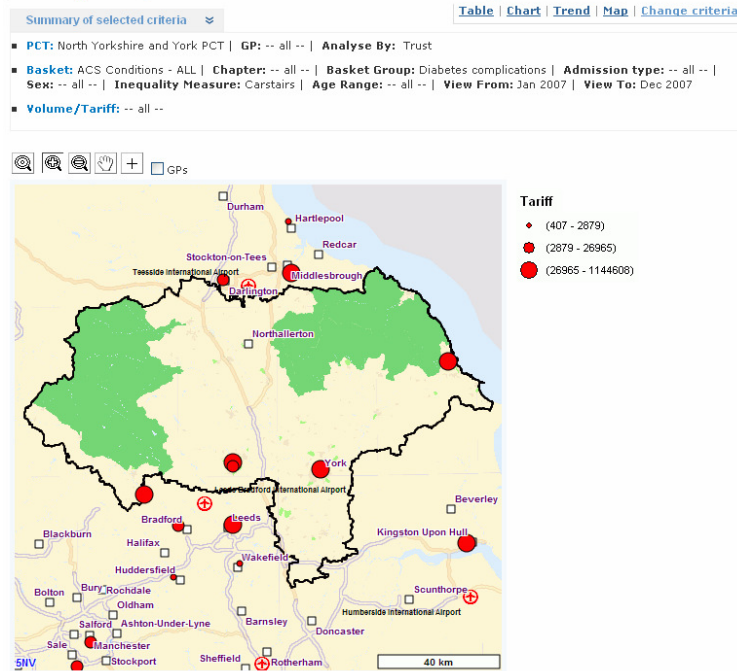 Summary of selected criteria
Table | Chart | Trend | Map | Change criteria
PCT: North Yorkshire and York PCT | GP: -- all -- | Analyse By: Trust
Basket: ACS Conditions - ALL | Chapter: -- all -- | Basket Group: Diabetes complications | Admission type: -- all -- |
Sex: -- all -- | Inequality Measure: Carstairs | Age Range: -- all -- | View From: Jan 2007 | View To: Dec 2007
Volume/Tariff: -- all --
GPs
Tariff
(407 - 2879)
(2879 - 26965)
(26965 - 1144608)
Durham
Hartlepool
Redcar
Stockton-on-Tees
Teesside International Airport
Middlesbrough
Darlington
Northallerton
York
Leeds Bradford International Airport
Beverley
Bradford
Leeds
Kingston Upon Hull
Blackburn
Halifax
Wakefield
Huddersfield
Scunthorpe
Bolton
Bury
Rochdale
Oldham
Humberside International Airport
Salford
Ashton-Under-Lyne
Barnsley
Doncaster
Sale
Manchester
Stockport
Sheffield
Rotherham
5NV
40 km